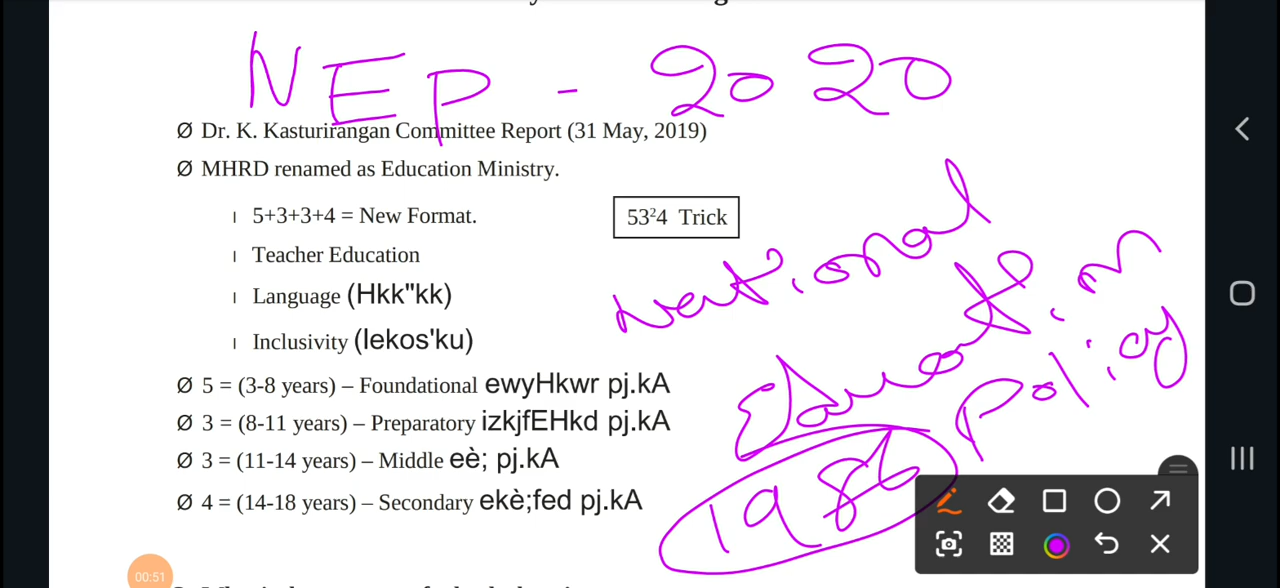 NEP - 2020
Ø Dr. K. Kasturirangan Committee Report (31 May, 2019)
Ø MHRD renamed as Education Ministry.
l 5+3+3+4 = New Format.
53²4 Trick
l Teacher Education
l Language (Hkk"kk)
l Inclusivity (lekos'ku)
National
Education
Policy
1986
Ø 5 = (3-8 years) – Foundational ewyHkwr pj.kA
Ø 3 = (8-11 years) – Preparatory izkjfEHkd pj.kA
Ø 3 = (11-14 years) – Middle eè; pj.kA
Ø 4 = (14-18 years) – Secondary ekè;fed pj.kA
00:51